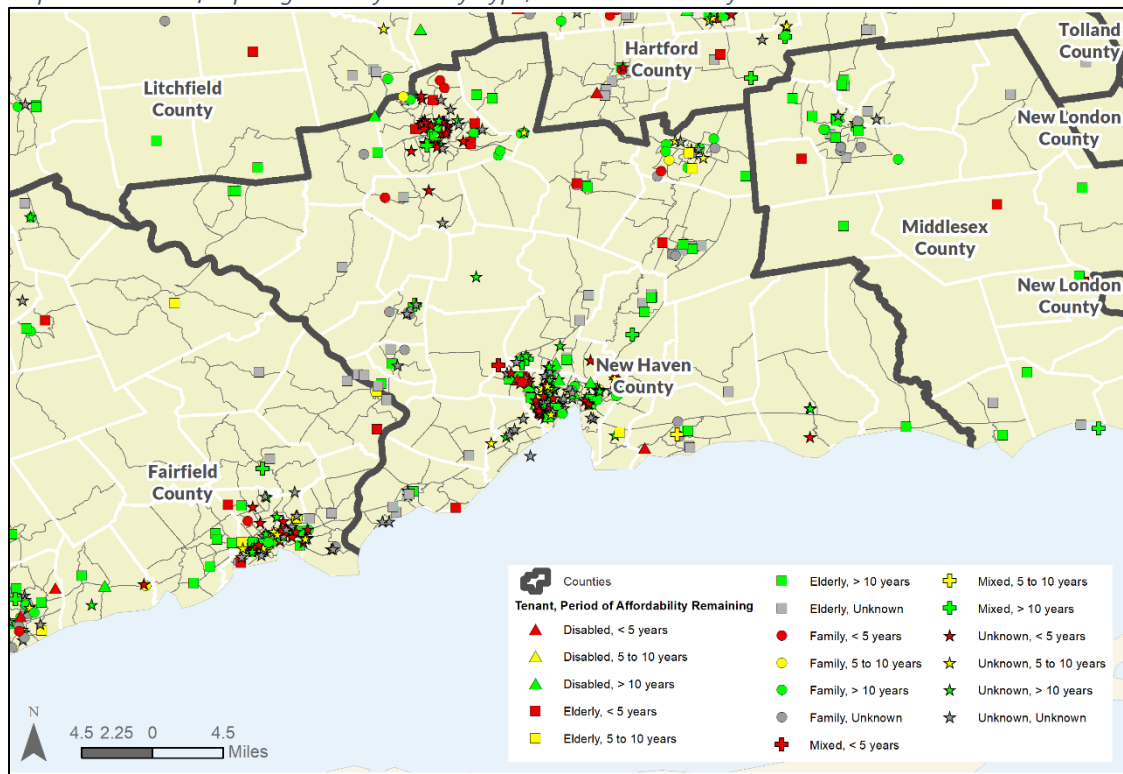 Tolland
County
Hartford
County
Litchfield
County
New London
County
Middlesex
County
New London
County
New Haven
County
Fairfield
County
Counties
Tenant, Period of Affordability Remaining
Disabled, < 5 years
Disabled, 5 to 10 years
Disabled, > 10 years
Elderly, < 5 years
Elderly, 5 to 10 years
Elderly, > 10 years
Elderly, Unknown
Family, < 5 years
Family, 5 to 10 years
Family, > 10 years
Family, Unknown
Mixed, < 5 years
Mixed, 5 to 10 years
Mixed, > 10 years
Unknown, < 5 years
Unknown, 5 to 10 years
Unknown, > 10 years
Unknown, Unknown
N
4.5 2.25 0 4.5
Miles